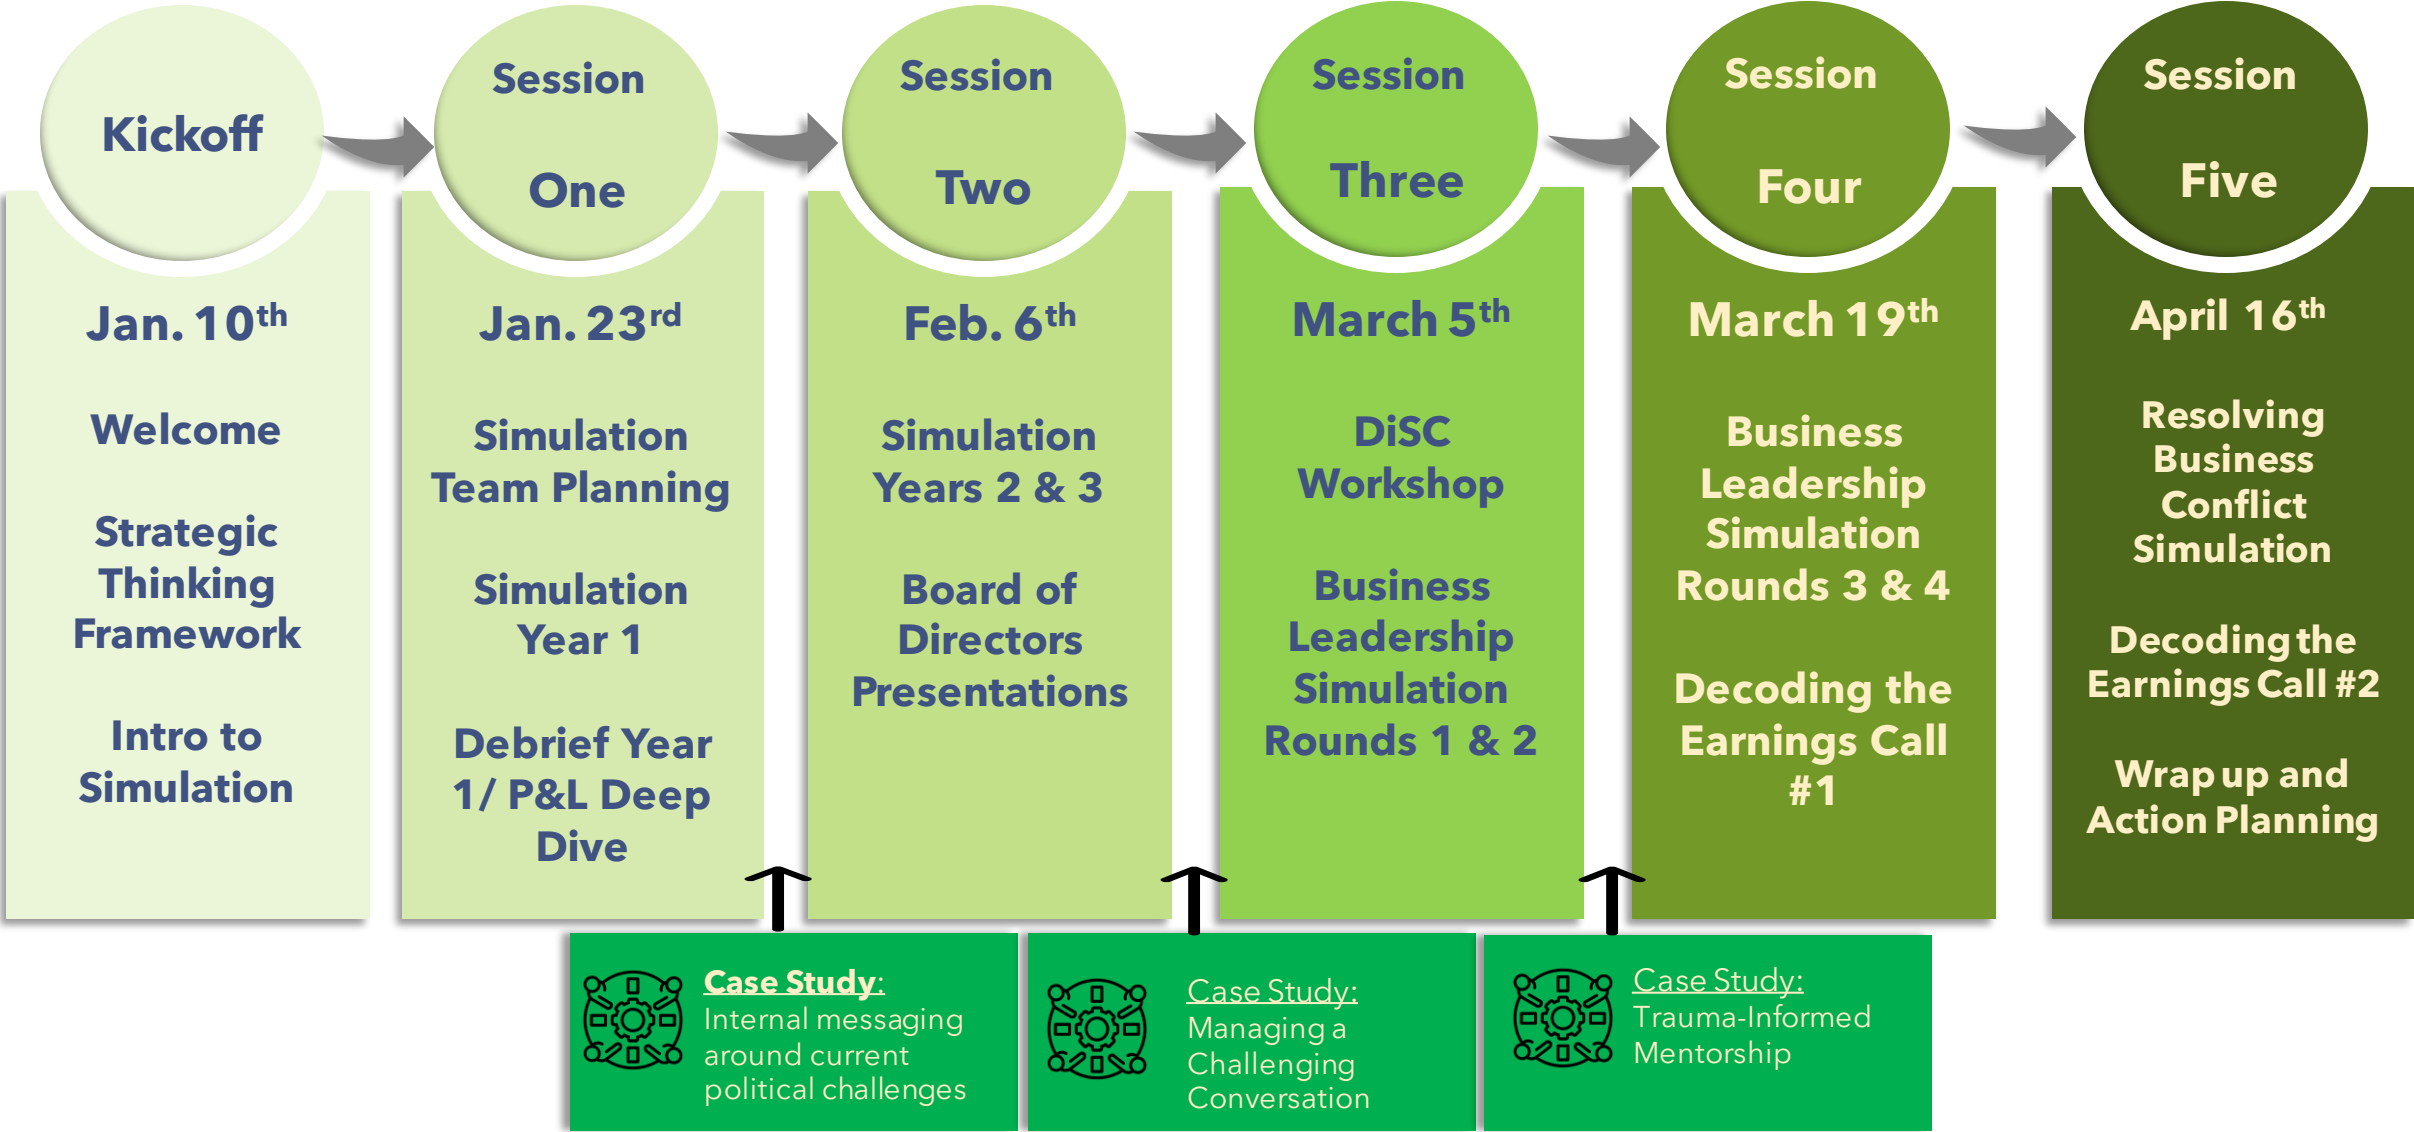 Kickoff
Jan. 10th
Welcome
Strategic
Thinking
Framework
Intro to
Simulation
Session
One
Jan. 23rd
Simulation
Team Planning
Simulation
Year 1
Debrief Year
1/ P&L Deep
Dive
Session
Two
Feb. 6th
Simulation
Years 2 & 3
Board of
Directors
Presentations
Session
Three
March 5th
DiSC
Workshop
Business
Leadership
Simulation
Rounds 1 & 2
Session
Four
March 19th
Business
Leadership
Simulation
Rounds 3 & 4
Decoding the
Earnings Call
#1
Session
Five
April 16th
Resolving
Business
Conflict
Simulation
Decoding the
Earnings Call #2
Wrap up and
Action Planning
Case Study:
Internal messaging
around current
political challenges
Case Study:
Managing a
Challenging
Conversation
Case Study:
Trauma-Informed
Mentorship